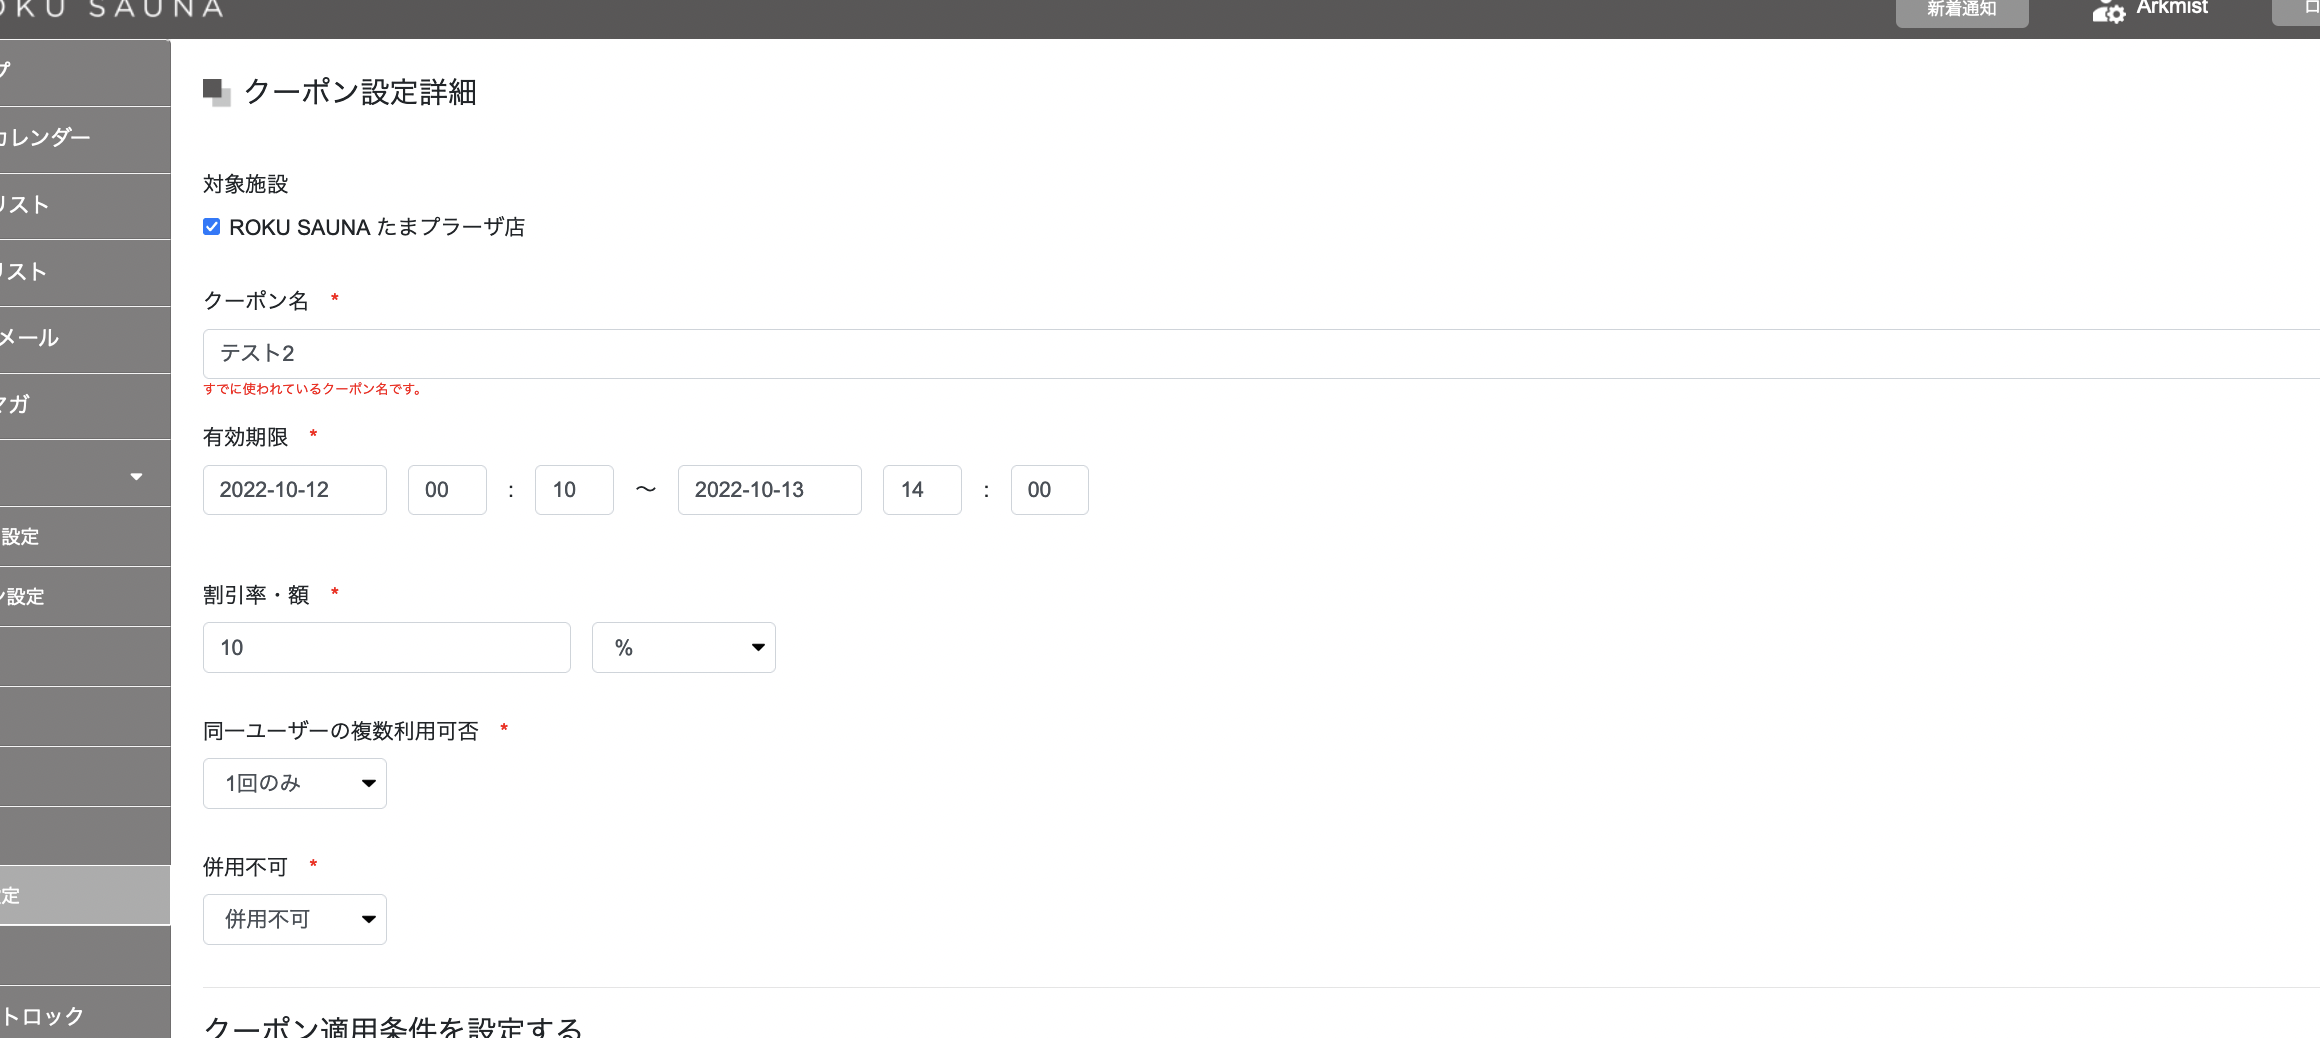 OKU SAUNA
新着通知
Arkmist
ロ
プ
カレンダー
リスト
リスト
メール
マガ
設定
ン設定
定
トロック
クーポン設定詳細
対象施設
ROKU SAUNA たまプラーザ店
クーポン名 *
テスト2
すでに使われているクーポン名です。
有効期限 *
2022-10-12 00 : 10 〜 2022-10-13 14 : 00
割引率・額 *
10 %
同一ユーザーの複数利用可否 *
1回のみ
併用不可 *
併用不可
クーポン適用条件を設定する